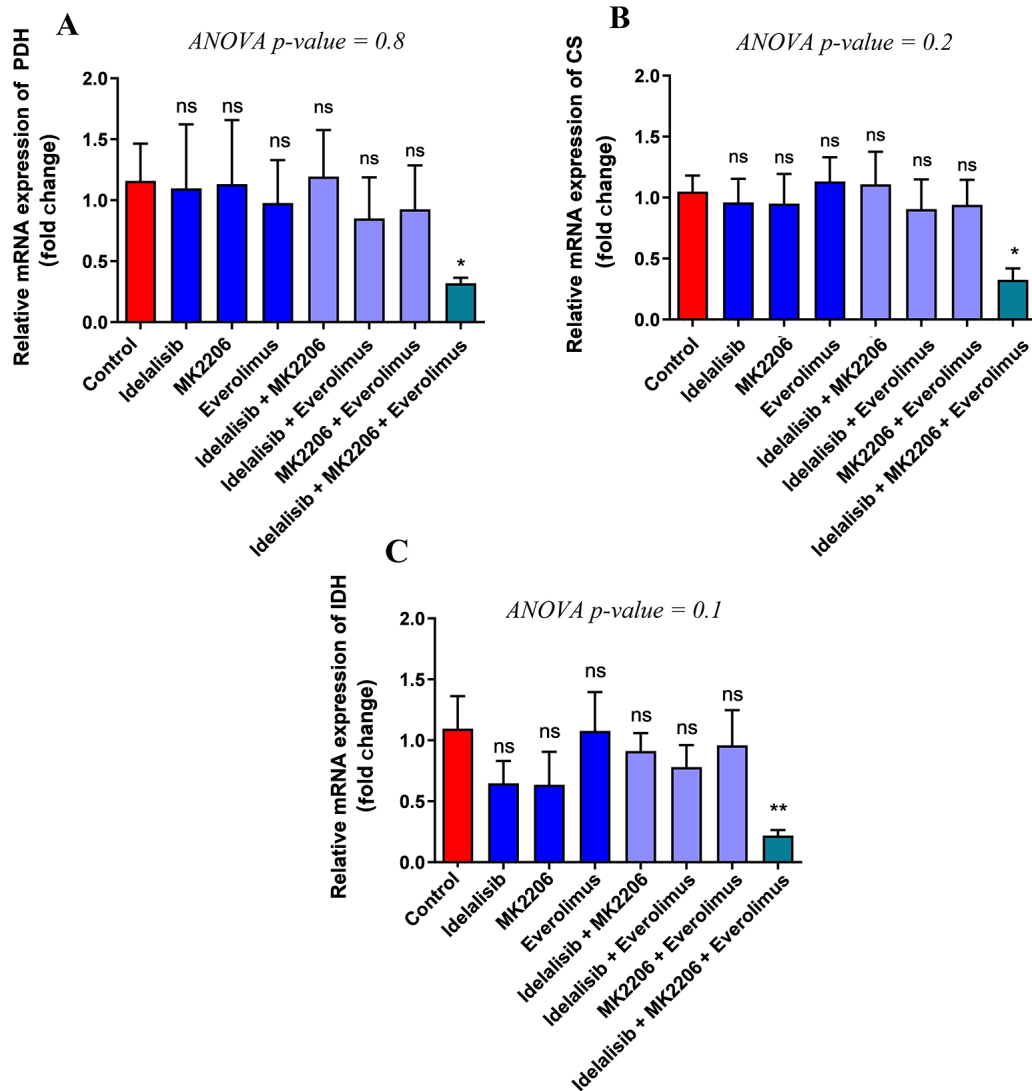 A
ANOVA p-value = 0.8
Relative mRNA expression of PDH
(fold change)
2.0
1.5
1.0
0.5
0.0
ns
ns
ns
ns
ns
ns
*
Control
Idelalisib
MK2206
Everolimus
Idelalisib + MK2206
Idelalisib + Everolimus
MK2206 + Everolimus
Idelalisib + MK2206 + Everolimus
B
ANOVA p-value = 0.2
Relative mRNA expression of CS
(fold change)
2.0
1.5
1.0
0.5
0.0
ns
ns
ns
ns
ns
ns
*
Control
Idelalisib
MK2206
Everolimus
Idelalisib + MK2206
Idelalisib + Everolimus
MK2206 + Everolimus
Idelalisib + MK2206 + Everolimus
C
ANOVA p-value = 0.1
Relative mRNA expression of IDH
(fold change)
2.0
1.5
1.0
0.5
0.0
ns
ns
ns
ns
ns
ns
**
Control
Idelalisib
MK2206
Everolimus
Idelalisib + MK2206
Idelalisib + Everolimus
MK2206 + Everolimus
Idelalisib + MK2206 + Everolimus